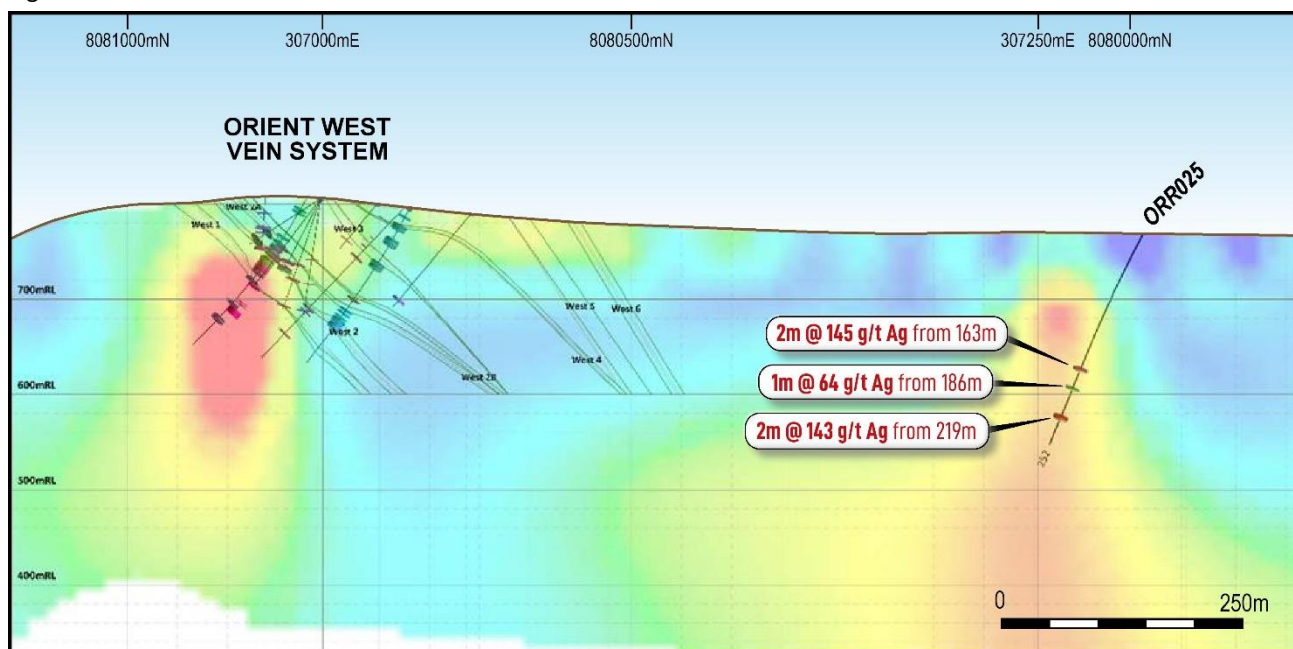 8081000mN
307000mE
8080500mN
307250mE
8080000mN
ORIENT WEST
VEIN SYSTEM
ORR025
West 2A
West 1
West 3
700mRL
West 5
West 6
West 2
2m @ 145 g/t Ag from 163m
West 4
West 2B
1m @ 64 g/t Ag from 186m
600mRL
2m @ 143 g/t Ag from 219m
252
500mRL
400mRL
0
250m